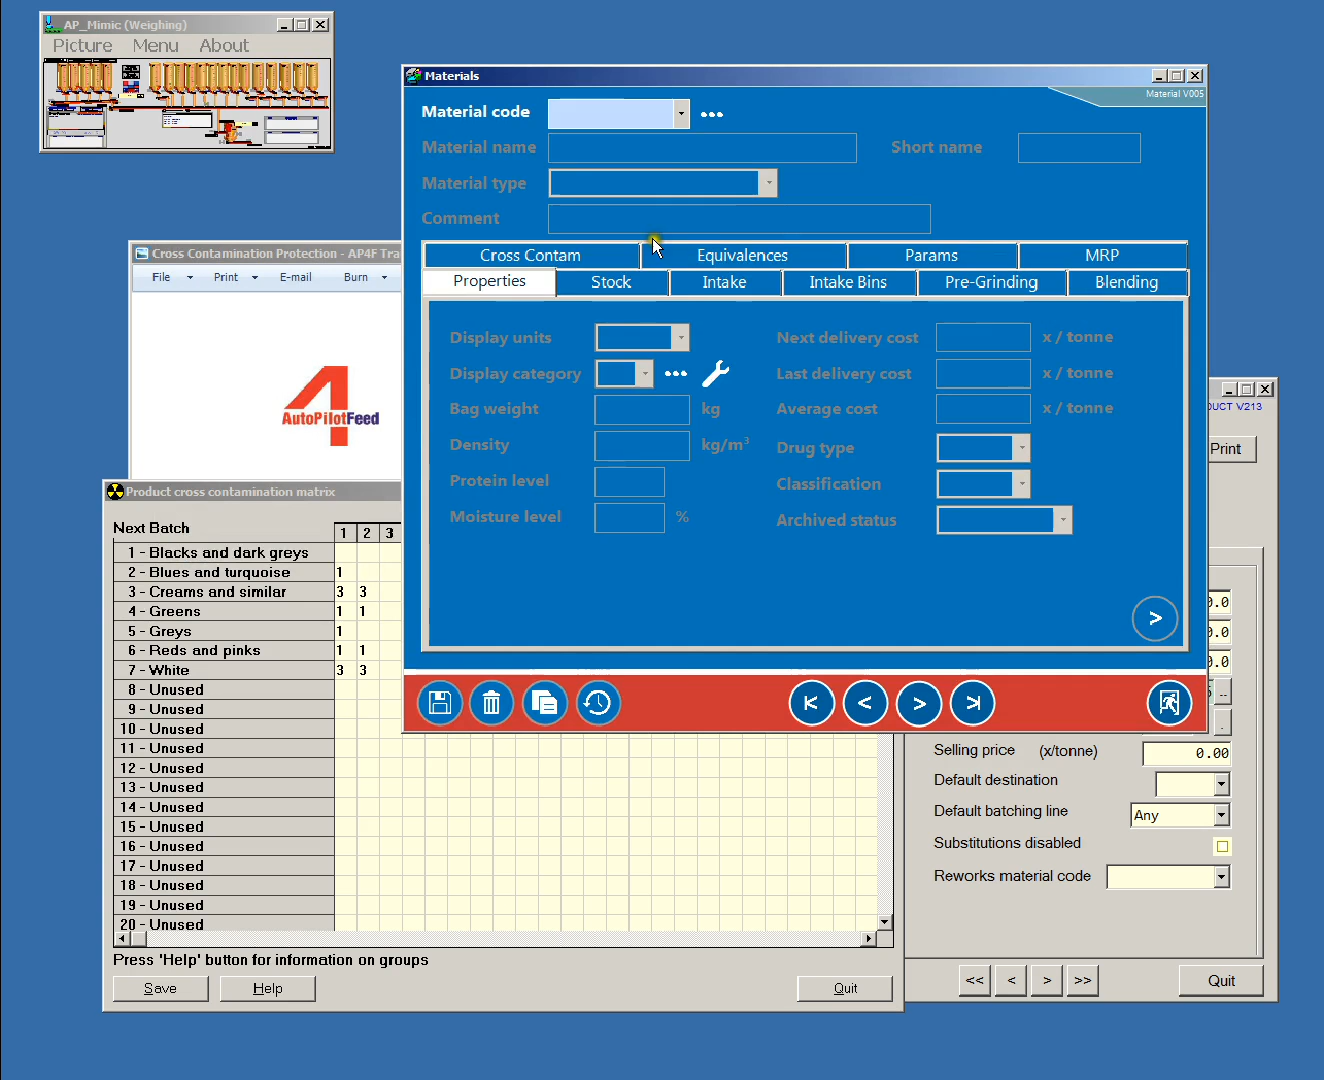 AP_Mimic (Weighing)
Picture Menu About
Materials
Material V005
Material code
Material name
Short name
Material type
Comment
Cross Contam Equivalences Params MRP
Properties Stock Intake Intake Bins Pre-Grinding Blending
Display units
Next delivery cost x / tonne
Display category
Last delivery cost x / tonne
Bag weight kg
Average cost x / tonne
Density kg/m³
Drug type
Protein level
Classification
Moisture level %
Archived status
>
Cross Contamination Protection - AP4F Tra
File Print E-mail Burn
4
AutoPilotFeed
DUCT V213
Print
Product cross contamination matrix
Next Batch 1 2 3
1 - Blacks and dark greys
2 - Blues and turquoise 1
3 - Creams and similar 3 3
4 - Greens 1 1
5 - Greys 1
6 - Reds and pinks 1 1
7 - White 3 3
8 - Unused
9 - Unused
10 - Unused
11 - Unused
12 - Unused
13 - Unused
14 - Unused
15 - Unused
16 - Unused
17 - Unused
18 - Unused
19 - Unused
20 - Unused
Press 'Help' button for information on groups
Save Help Quit
0.0
0.0
0.0
Selling price (x/tonne) 0.00
Default destination
Default batching line Any
Substitutions disabled
Reworks material code
<< < > >> Quit